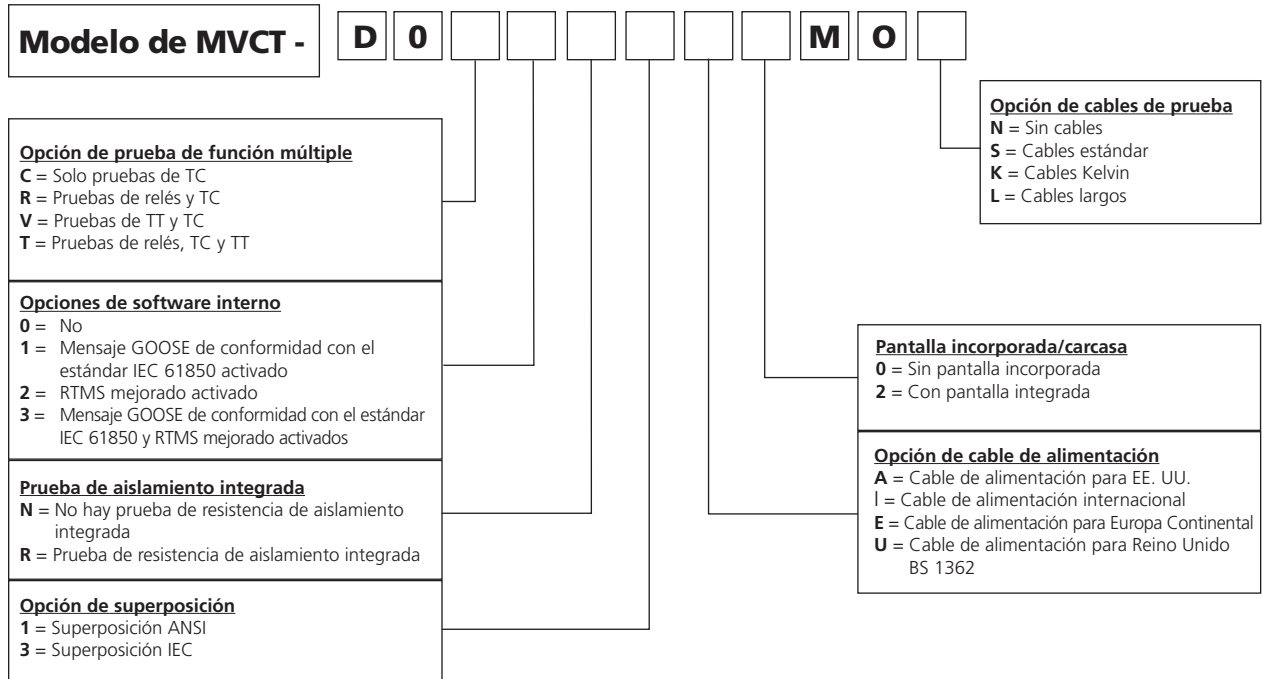 Modelo de MVCT - D 0 M O
Opción de cables de prueba
N = Sin cables
S = Cables estándar
K = Cables Kelvin
L = Cables largos
Opción de prueba de función múltiple
C = Solo pruebas de TC
R = Pruebas de relés y TC
V = Pruebas de TT y TC
T = Pruebas de relés, TC y TT
Opciones de software interno
0 = No
1 = Mensaje GOOSE de conformidad con el
estándar IEC 61850 activado
2 = RTMS mejorado activado
3 = Mensaje GOOSE de conformidad con el estándar
IEC 61850 y RTMS mejorado activados
Prueba de aislamiento integrada
N = No hay prueba de resistencia de aislamiento
integrada
R = Prueba de resistencia de aislamiento integrada
Opción de superposición
1 = Superposición ANSI
3 = Superposición IEC
Pantalla incorporada/carcasa
0 = Sin pantalla incorporada
2 = Con pantalla integrada
Opción de cable de alimentación
A = Cable de alimentación para EE. UU.
I = Cable de alimentación internacional
E = Cable de alimentación para Europa Continental
U = Cable de alimentación para Reino Unido
BS 1362